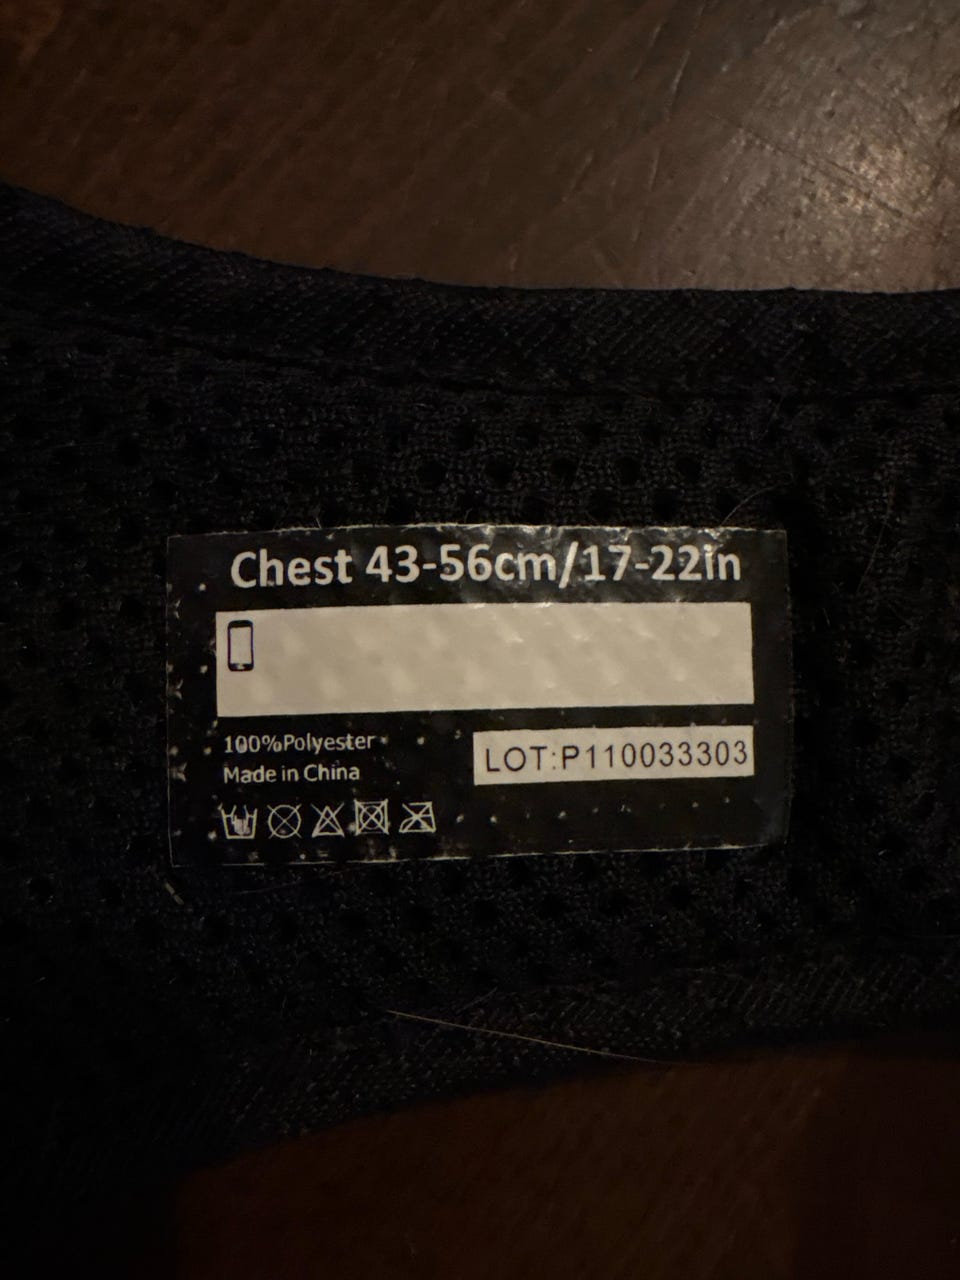 Chest 43-56cm/17-22in
100%Polyester
Made in China
LOT:P110033303